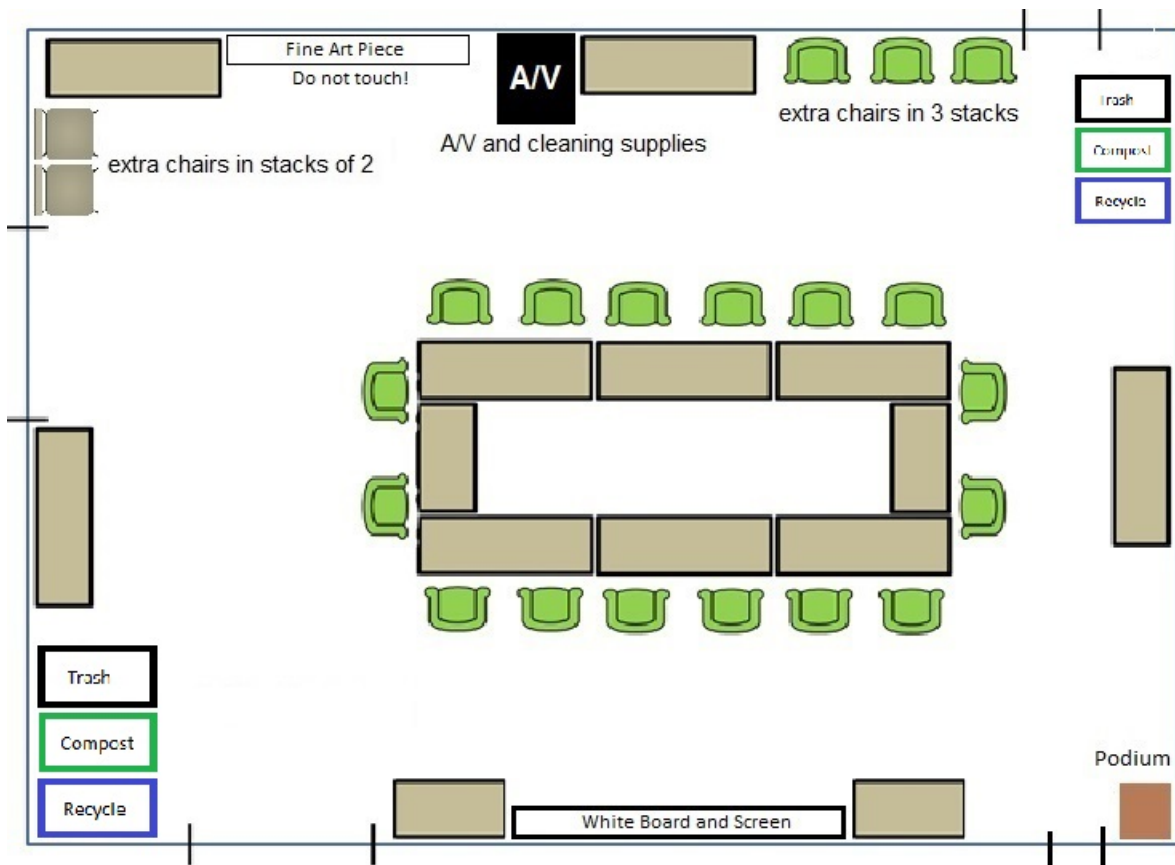 Fine Art Piece
Do not touch!
A/V
A/V and cleaning supplies
extra chairs in 3 stacks
Trash
Compost
Recycle
extra chairs in stacks of 2
Trash
Compost
Recycle
Podium
White Board and Screen